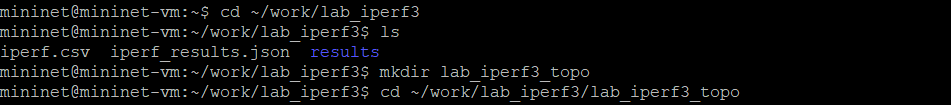 mininet@mininet-vm:~$ cd ~/work/lab_iperf3
mininet@mininet-vm:~/work/lab_iperf3$ ls
iperf.csv  iperf_results.json  results
mininet@mininet-vm:~/work/lab_iperf3$ mkdir lab_iperf3_topo
mininet@mininet-vm:~/work/lab_iperf3$ cd ~/work/lab_iperf3/lab_iperf3_topo